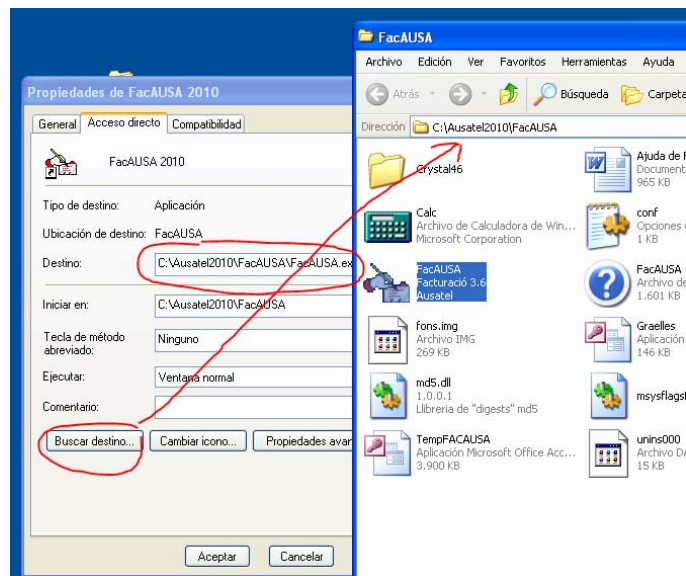 Propiedades de FacAUSA 2010
General Acceso directo Compatibilidad
FacAUSA 2010
Tipo de destino: Aplicación
Ubicación de destino: FacAUSA
Destino: C:\Ausatel2010\FacAUSA\FacAUSA.ex
Iniciar en: C:\Ausatel2010\FacAUSA
Tecla de método abreviado: Ninguno
Ejecutar: Ventana normal
Comentario:
Buscar destino... Cambiar icono... Propiedades avan
Aceptar Cancelar
FacAUSA
Archivo Edición Ver Favoritos Herramientas Ayuda
Atrás Búsqueda Carpeta
Dirección C:\Ausatel2010\FacAUSA
Crystal46
Ajuda de F
Document
965 KB
Calc
Archivo de Calculadora de Win...
Microsoft Corporation
conf
Opciones
1 KB
FacAUSA
Facturació 3.6
Ausatel
FacAUSA
Archivo de
1.601 KB
fons.img
Archivo IMG
269 KB
Graelles
Aplicación
146 KB
md5.dll
1.0.0.1
Llibreria de "digests" md5
msysflagsl
TempFACAUSA
Aplicación Microsoft Office Acc...
3.900 KB
unins000
Archivo DA
15 KB